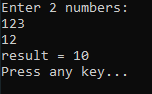 Enter 2 numbers:
123
12
result = 10
Press any key...